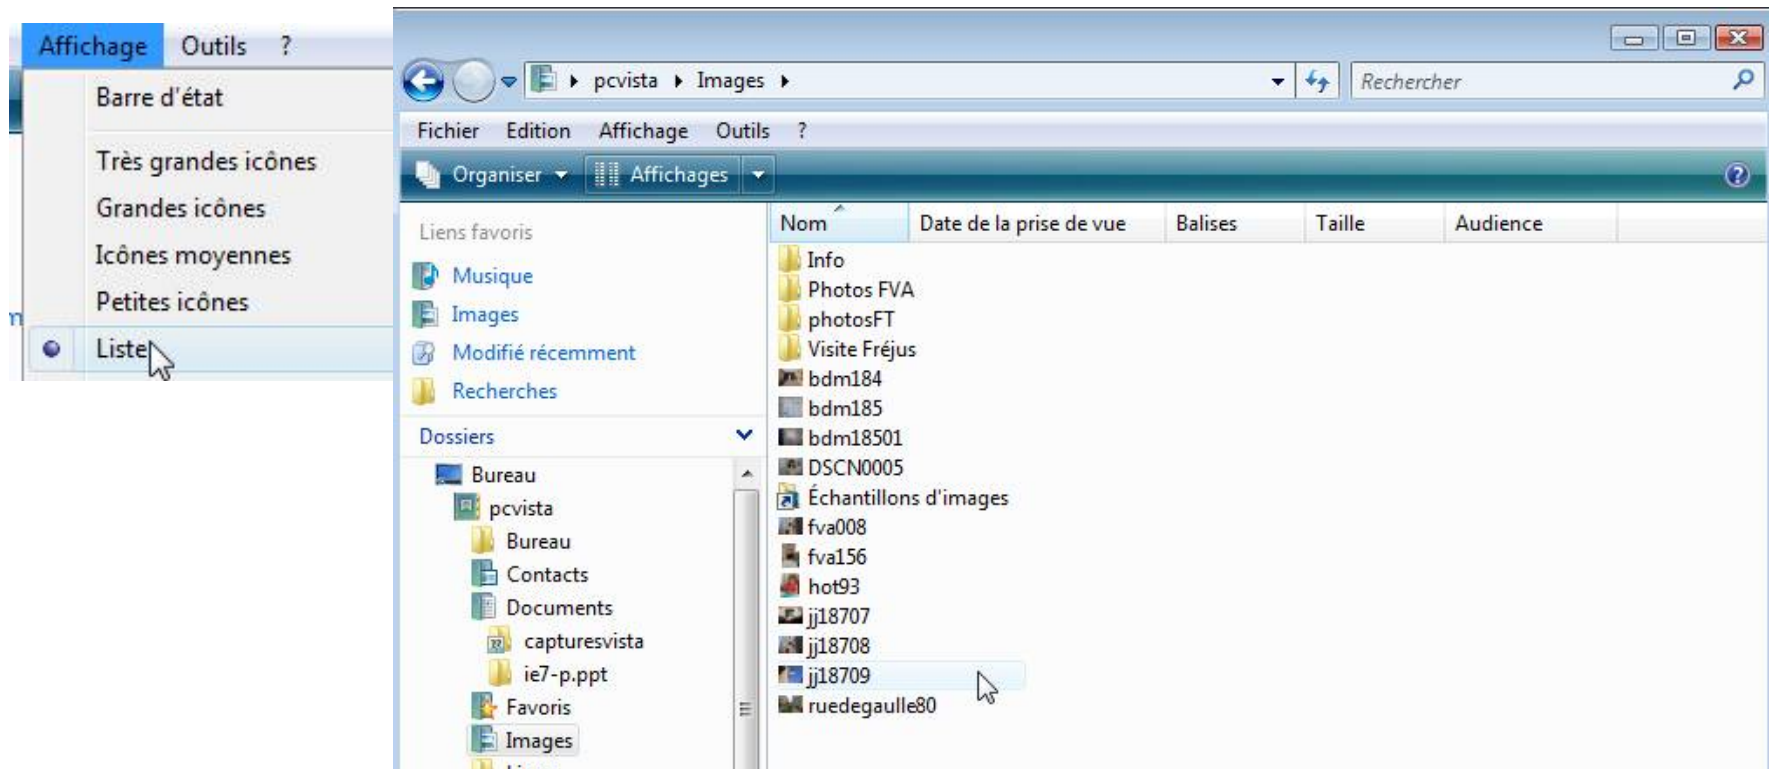 Affichage Outils ?
Barre d'état
Très grandes icônes
Grandes icônes
Icônes moyennes
Petites icônes
Liste
pcvista Images
Rechercher
Fichier Edition Affichage Outils ?
Organiser Affichages
Liens favoris
Musique
Images
Modifié récemment
Recherches
Dossiers
Bureau
pcvista
Bureau
Contacts
Documents
capturesvista
ie7-p.ppt
Favoris
Images
Nom Date de la prise de vue Balises Taille Audience
Info
Photos FVA
photosFT
Visite Fréjus
bdm184
bdm185
bdm18501
DSCN0005
Échantillons d'images
fva008
fva156
hot93
jj18707
jj18708
jj18709
ruedegaulle80